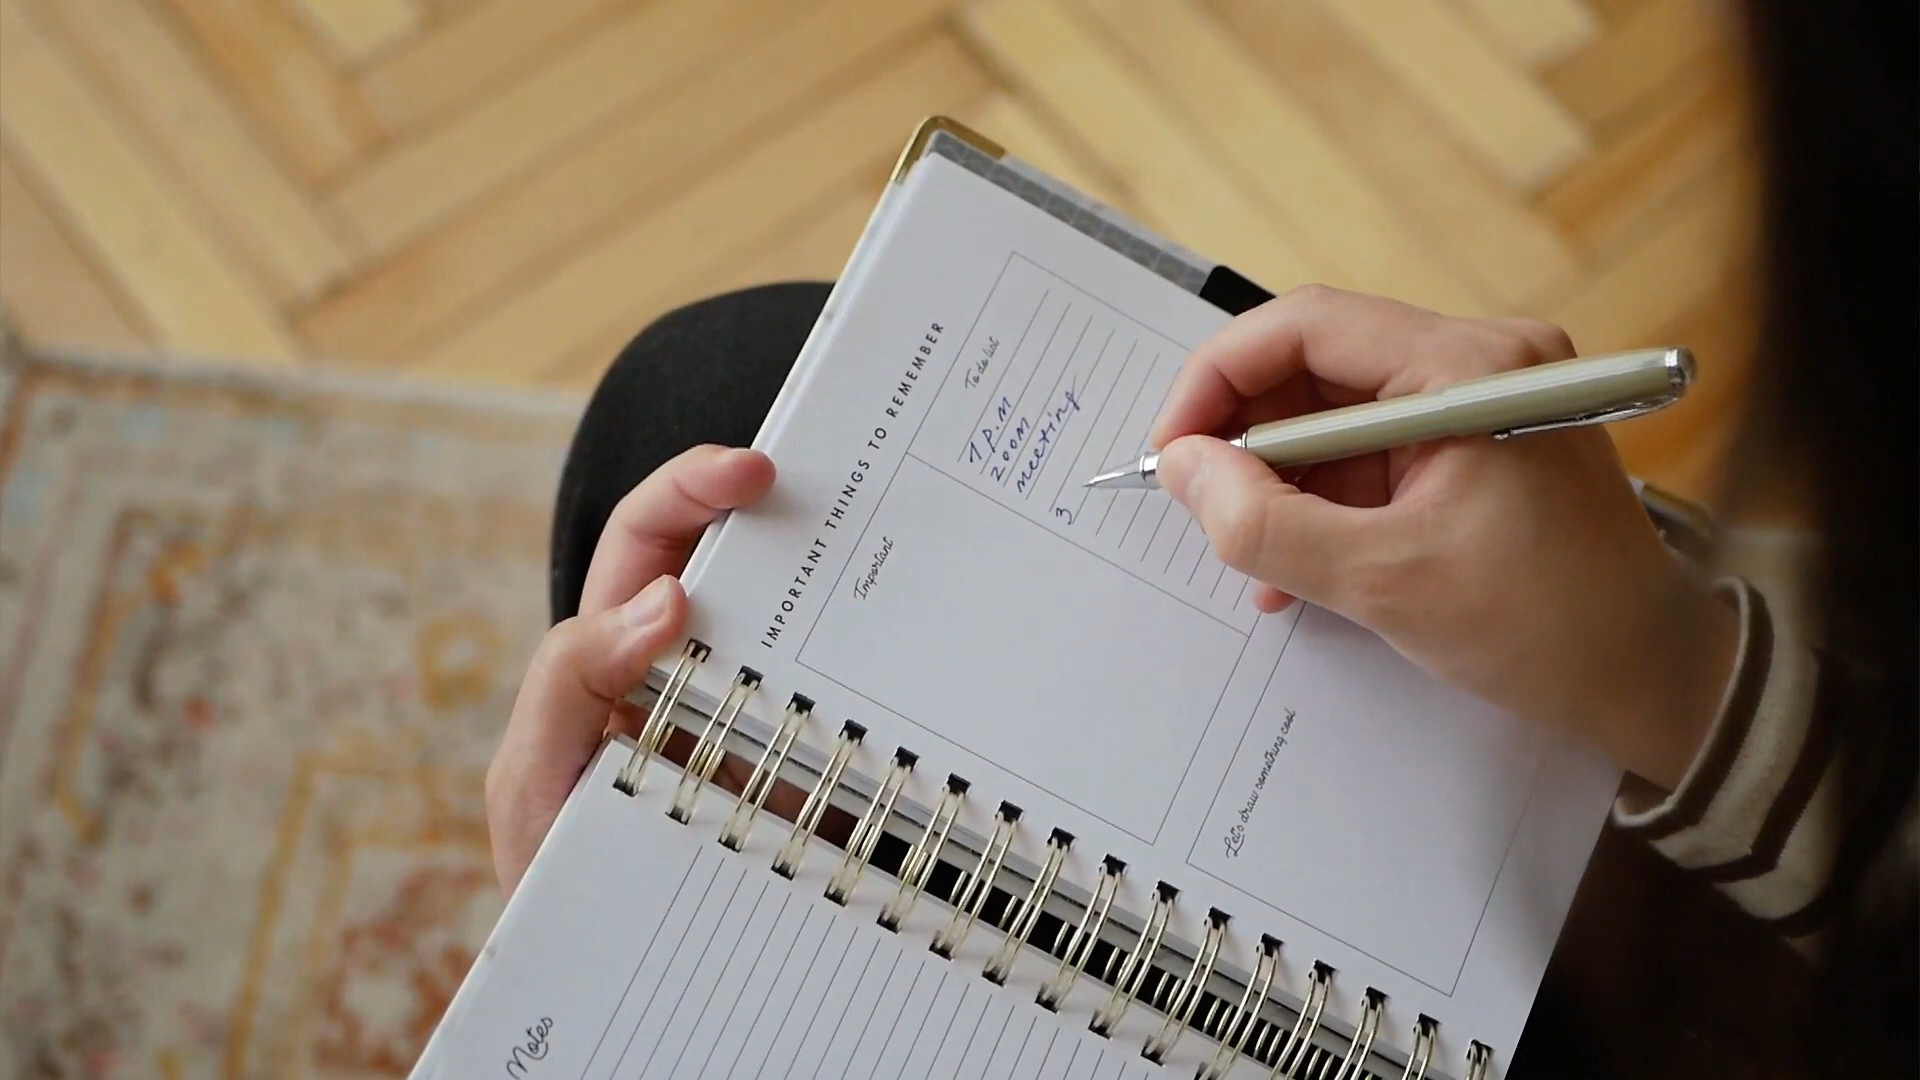 IMPORTANT THINGS TO REMEMBER
To do list
1 P.M
zoom
meeting
3
Important
Let's draw something cool
Notes